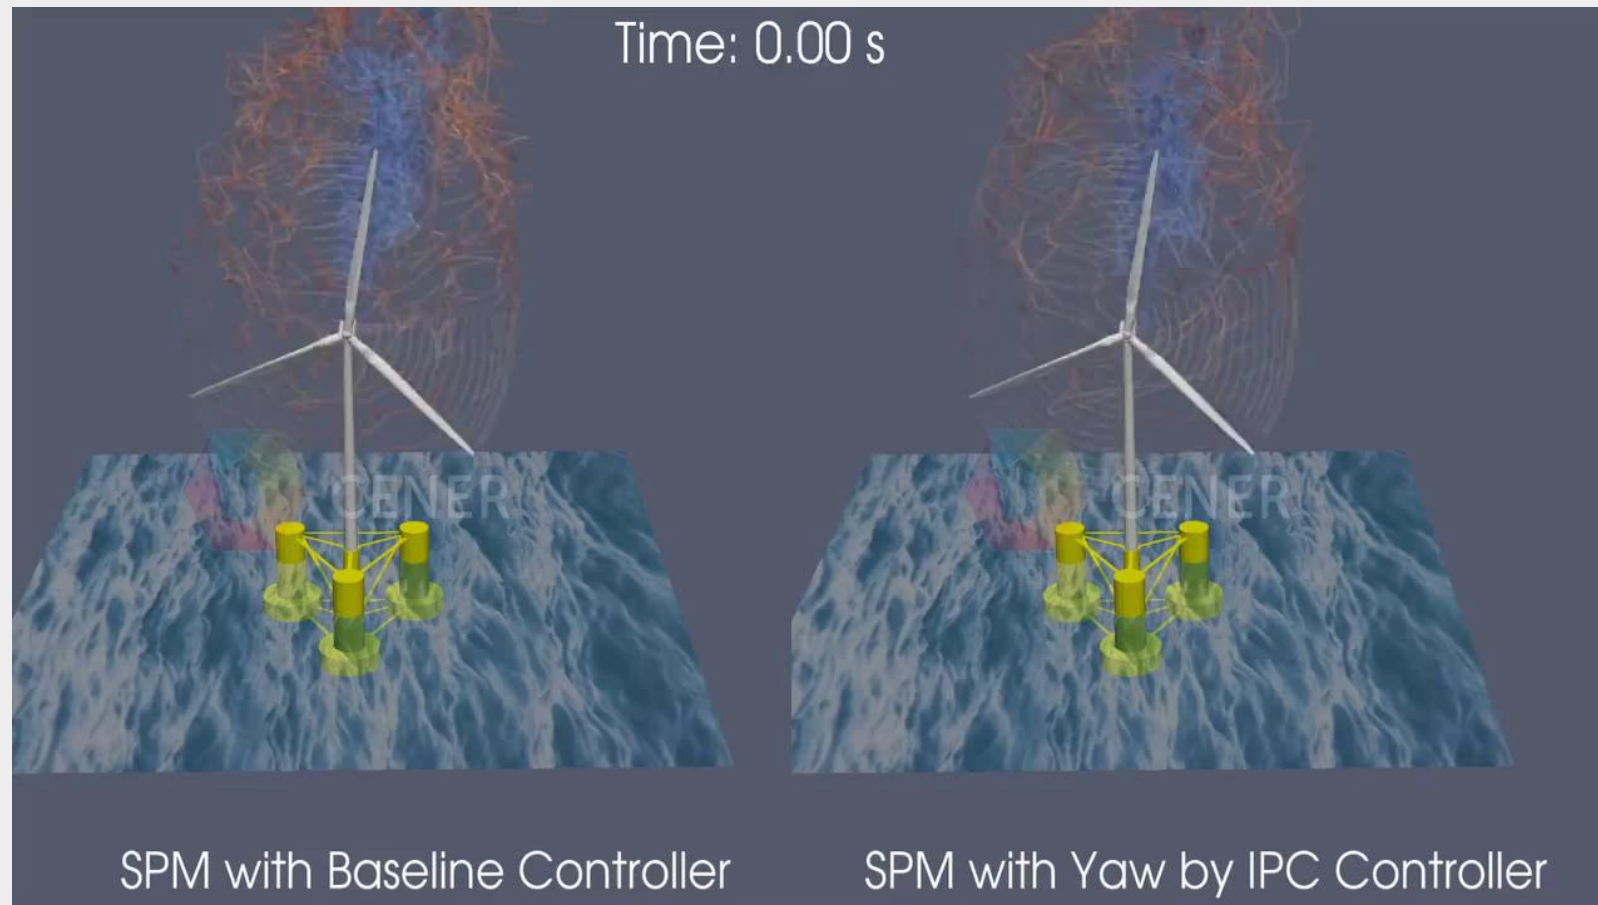 Time: 0.00 s
CENER
CENER
SPM with Baseline Controller
SPM with Yaw by IPC Controller